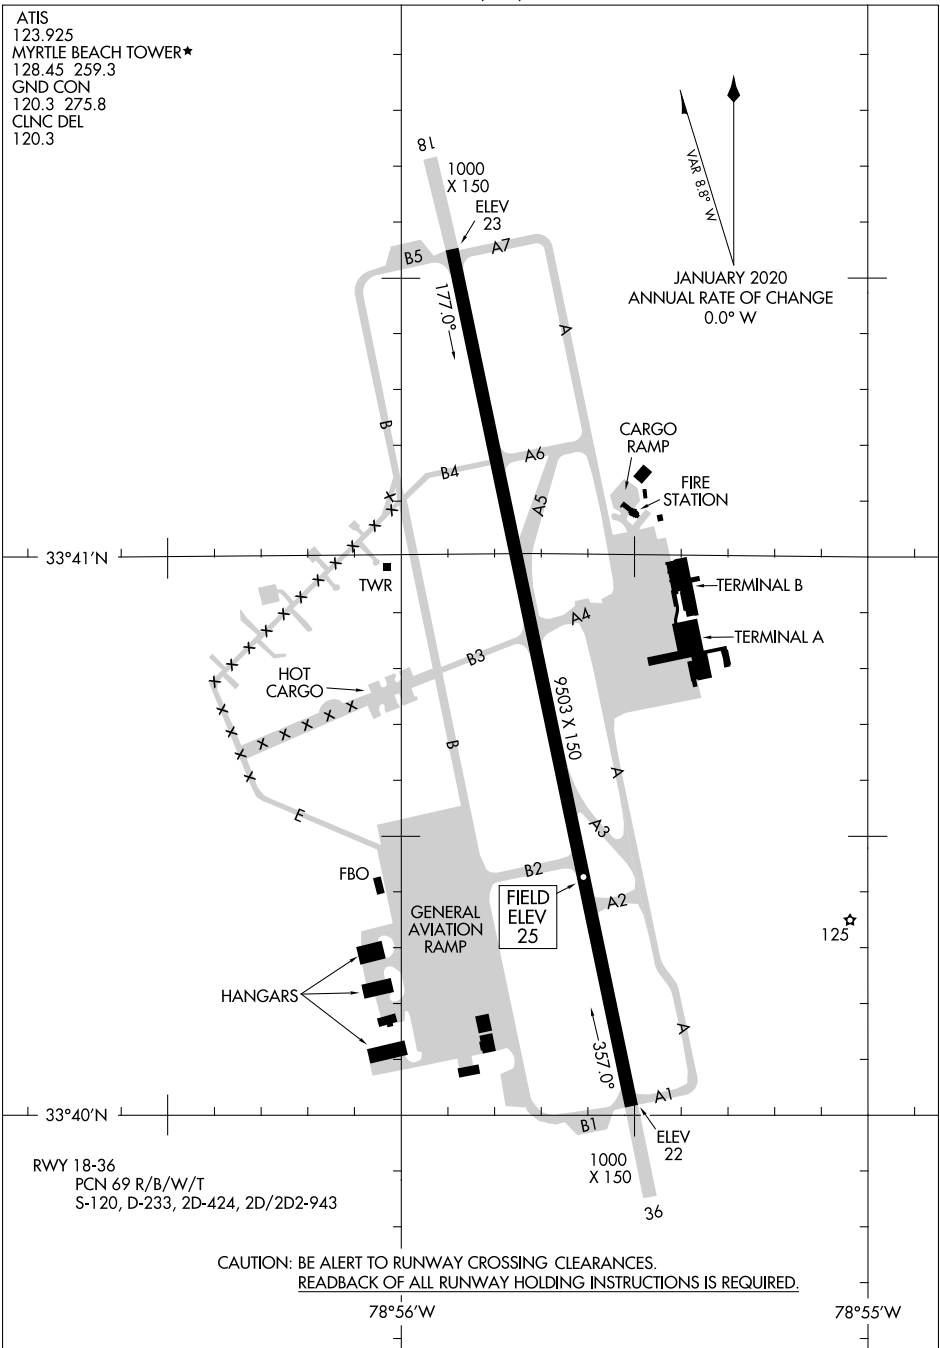 ATIS
123.925
MYRTLE BEACH TOWER★
128.45 259.3
GND CON
120.3 275.8
CLNC DEL
120.3
18
1000
X 150
ELEV
23
VAR 8.8° W
JANUARY 2020
ANNUAL RATE OF CHANGE
0.0° W
B5
A7
177.0°
A
B
CARGO
RAMP
A6
B4
FIRE
STATION
A5
33°41'N
TWR
TERMINAL B
A4
TERMINAL A
B3
HOT
CARGO
9503 X 150
B
A
E
A3
B2
FBO
FIELD
ELEV
25
A2
GENERAL
AVIATION
RAMP
125
HANGARS
A
357.0°
A1
33°40'N
B1
ELEV
22
1000
X 150
36
RWY 18-36
PCN 69 R/B/W/T
S-120, D-233, 2D-424, 2D/2D2-943
CAUTION: BE ALERT TO RUNWAY CROSSING CLEARANCES.
READBACK OF ALL RUNWAY HOLDING INSTRUCTIONS IS REQUIRED.
78°56'W
78°55'W